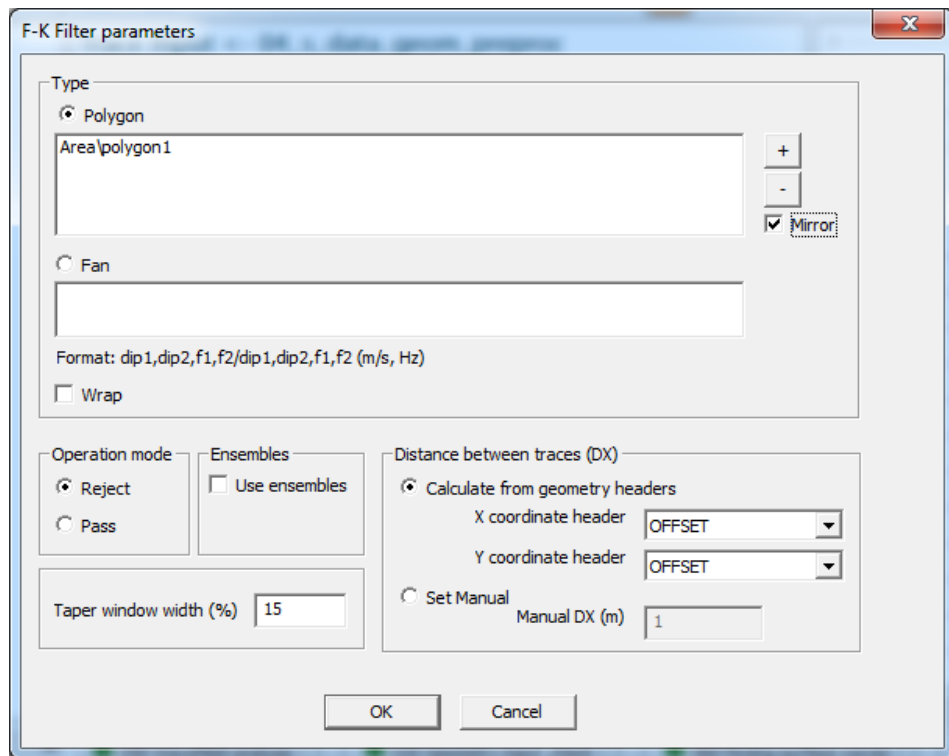 F-K Filter parameters
Type
Polygon
Area\polygon1
+
-
Mirror
Fan
Format: dip1,dip2,f1,f2/dip1,dip2,f1,f2 (m/s, Hz)
Wrap
Operation mode
Reject
Pass
Ensembles
Use ensembles
Taper window width (%) 15
Distance between traces (DX)
Calculate from geometry headers
X coordinate header OFFSET
Y coordinate header OFFSET
Set Manual
Manual DX (m) 1
OK Cancel